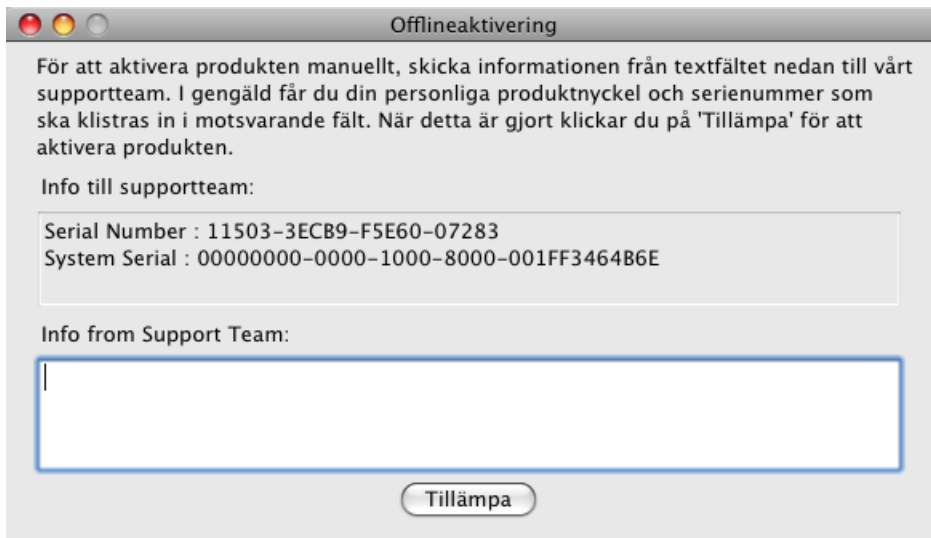 Offlineaktivering
För att aktivera produkten manuellt, skicka informationen från textfältet nedan till vårt
supportteam. I gengäld får du din personliga produktnyckel och serienummer som
ska klistras in i motsvarande fält. När detta är gjort klickar du på 'Tillämpa' för att
aktivera produkten.
Info till supportteam:
Serial Number : 11503-3ECB9-F5E60-07283
System Serial : 00000000-0000-1000-8000-001FF3464B6E
Info from Support Team:
Tillämpa